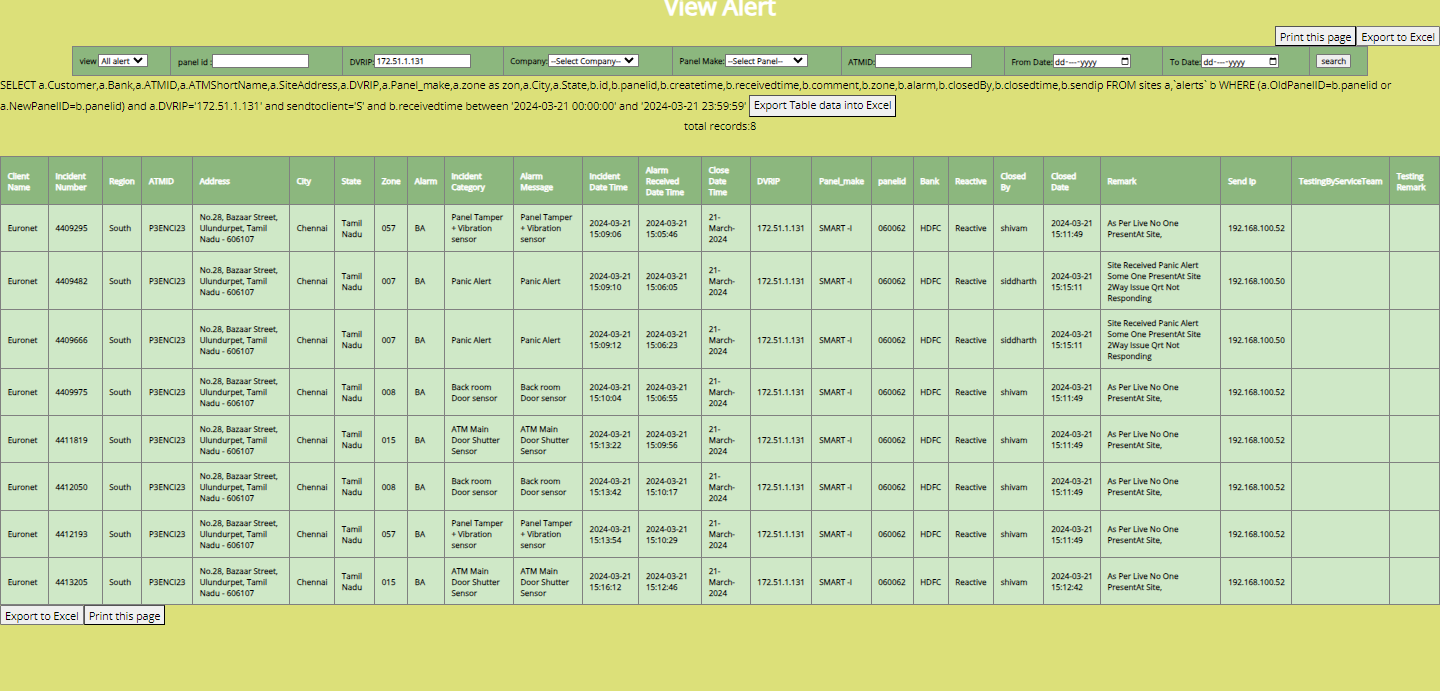 View Alert
Print this page Export to Excel
view All alert panel id : DVRIP: 172.51.1.131 Company: --Select Company-- Panel Make: --Select Panel-- ATMID: From Date: dd----yyyy To Date: dd----yyyy search
SELECT a.Customer,a.Bank,a.ATMID,a.ATMShortName,a.SiteAddress,a.DVRIP,a.Panel_make,a.zone as zon,a.City,a.State,b.id,b.panelid,b.createtime,b.receivedtime,b.comment,b.zone,b.alarm,b.closedBy,b.closedtime,b.sendip FROM sites a,`alerts` b WHERE (a.OldPanelID=b.panelid or
a.NewPanelID=b.panelid) and a.DVRIP='172.51.1.131' and sendtoclient='S' and b.receivedtime between '2024-03-21 00:00:00' and '2024-03-21 23:59:59' Export Table data into Excel
total records:8
Client Name Incident Number Region ATMID Address City State Zone Alarm Incident Category Alarm Message Incident Date Time Alarm Received Date Time Close Date Time DVRIP Panel_make panelid Bank Reactive Closed By Closed Date Remark Send Ip TestingByServiceTeam Testing Remark
Euronet 4409295 South P3ENCI23 No.28, Bazaar Street, Ulundurpet, Tamil Nadu - 606107 Chennai Tamil Nadu 057 BA Panel Tamper + Vibration sensor Panel Tamper + Vibration sensor 2024-03-21 15:09:06 2024-03-21 15:05:46 21-March-2024 172.51.1.131 SMART -I 060062 HDFC Reactive shivam 2024-03-21 15:11:49 As Per Live No One PresentAt Site, 192.168.100.52
Euronet 4409482 South P3ENCI23 No.28, Bazaar Street, Ulundurpet, Tamil Nadu - 606107 Chennai Tamil Nadu 007 BA Panic Alert Panic Alert 2024-03-21 15:09:10 2024-03-21 15:06:05 21-March-2024 172.51.1.131 SMART -I 060062 HDFC Reactive siddharth 2024-03-21 15:15:11 Site Received Panic Alert Some One PresentAt Site 2Way Issue Qrt Not Responding 192.168.100.50
Euronet 4409666 South P3ENCI23 No.28, Bazaar Street, Ulundurpet, Tamil Nadu - 606107 Chennai Tamil Nadu 007 BA Panic Alert Panic Alert 2024-03-21 15:09:12 2024-03-21 15:06:23 21-March-2024 172.51.1.131 SMART -I 060062 HDFC Reactive siddharth 2024-03-21 15:15:11 Site Received Panic Alert Some One PresentAt Site 2Way Issue Qrt Not Responding 192.168.100.50
Euronet 4409975 South P3ENCI23 No.28, Bazaar Street, Ulundurpet, Tamil Nadu - 606107 Chennai Tamil Nadu 008 BA Back room Door sensor Back room Door sensor 2024-03-21 15:10:04 2024-03-21 15:06:55 21-March-2024 172.51.1.131 SMART -I 060062 HDFC Reactive shivam 2024-03-21 15:11:49 As Per Live No One PresentAt Site, 192.168.100.52
Euronet 4411819 South P3ENCI23 No.28, Bazaar Street, Ulundurpet, Tamil Nadu - 606107 Chennai Tamil Nadu 015 BA ATM Main Door Shutter Sensor ATM Main Door Shutter Sensor 2024-03-21 15:13:22 2024-03-21 15:09:56 21-March-2024 172.51.1.131 SMART -I 060062 HDFC Reactive shivam 2024-03-21 15:11:49 As Per Live No One PresentAt Site, 192.168.100.52
Euronet 4412050 South P3ENCI23 No.28, Bazaar Street, Ulundurpet, Tamil Nadu - 606107 Chennai Tamil Nadu 008 BA Back room Door sensor Back room Door sensor 2024-03-21 15:13:42 2024-03-21 15:10:17 21-March-2024 172.51.1.131 SMART -I 060062 HDFC Reactive shivam 2024-03-21 15:11:49 As Per Live No One PresentAt Site, 192.168.100.52
Euronet 4412193 South P3ENCI23 No.28, Bazaar Street, Ulundurpet, Tamil Nadu - 606107 Chennai Tamil Nadu 057 BA Panel Tamper + Vibration sensor Panel Tamper + Vibration sensor 2024-03-21 15:13:54 2024-03-21 15:10:29 21-March-2024 172.51.1.131 SMART -I 060062 HDFC Reactive shivam 2024-03-21 15:11:49 As Per Live No One PresentAt Site, 192.168.100.52
Euronet 4413205 South P3ENCI23 No.28, Bazaar Street, Ulundurpet, Tamil Nadu - 606107 Chennai Tamil Nadu 015 BA ATM Main Door Shutter Sensor ATM Main Door Shutter Sensor 2024-03-21 15:16:12 2024-03-21 15:12:46 21-March-2024 172.51.1.131 SMART -I 060062 HDFC Reactive shivam 2024-03-21 15:12:42 As Per Live No One PresentAt Site, 192.168.100.52
Export to Excel Print this page